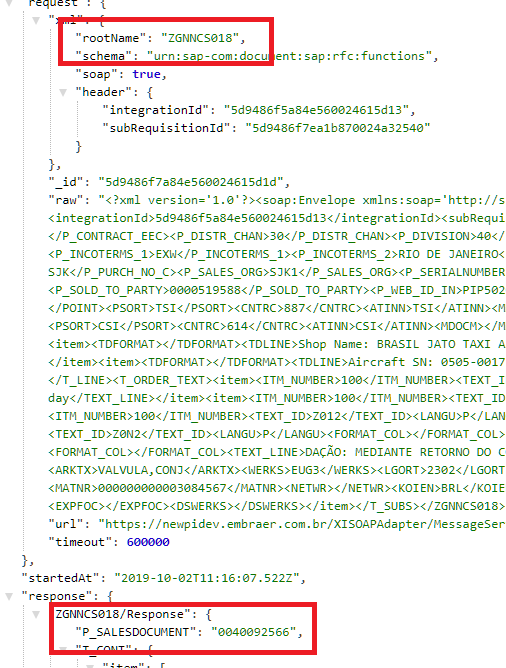 "request": {
"xml": {
"rootName": "ZGNNCS018",
"schema": "urn:sap-com:document:sap:rfc:functions",
"soap": true,
"header": {
"integrationId": "5d9486f5a84e560024615d13",
"subRequisitionId": "5d9486f7ea1b870024a32540"
}
},
"_id": "5d9486f7a84e560024615d1d",
"raw": "<?xml version='1.0'?><soap:Envelope xmlns:soap='http://s
<integrationId>5d9486f5a84e560024615d13</integrationId><subRequi
</P_CONTRACT_EEC><P_DISTR_CHAN>30</P_DISTR_CHAN><P_DIVISION>40</
<P_INCOTERMS_1>EXW</P_INCOTERMS_1><P_INCOTERMS_2>RIO DE JANEIRO<
SJK</P_PURCH_NO_C><P_SALES_ORG>SJK1</P_SALES_ORG><P_SERIALNUMBER
<P_SOLD_TO_PARTY>0000519588</P_SOLD_TO_PARTY><P_WEB_ID_IN>PIP502
</POINT><PSORT>TSI</PSORT><CNTRC>887</CNTRC><ATINN>TSI</ATINN><M
<PSORT>CSI</PSORT><CNTRC>614</CNTRC><ATINN>CSI</ATINN><MDOCM></M
<item><TDFORMAT></TDFORMAT><TDLINE>Shop Name: BRASIL JATO TAXI A
</item><item><TDFORMAT></TDFORMAT><TDLINE>Aircraft SN: 0505-0017
</T_LINE><T_ORDER_TEXT><item><ITM_NUMBER>100</ITM_NUMBER><TEXT_I
day</TEXT_LINE></item><item><ITM_NUMBER>100</ITM_NUMBER><TEXT_ID
<ITM_NUMBER>100</ITM_NUMBER><TEXT_ID>Z012</TEXT_ID><LANGU>P</LAN
<TEXT_ID>Z0N2</TEXT_ID><LANGU>P</LANGU><FORMAT_COL></FORMAT_COL>
<FORMAT_COL></FORMAT_COL><TEXT_LINE>DAÇÃO: MEDIANTE RETORNO DO C
<ARKTX>VALVULA,CONJ</ARKTX><WERKS>EUG3</WERKS><LGORT>2302</LGORT
<MATNR>000000000003084567</MATNR><NETWR></NETWR><KOIEN>BRL</KOIE
<EXPFOC></EXPFOC><DSWERKS></DSWERKS></item></T_SUBS></ZGNNCS018>
"url": "https://newpidev.embraer.com.br/XISOAPAdapter/MessageSer
"timeout": 600000
},
"startedAt": "2019-10-02T11:16:07.522Z",
"response": {
ZGNNCS018/Response": {
"P_SALESDOCUMENT": "0040092566",
"T_CONT": {
"item": [